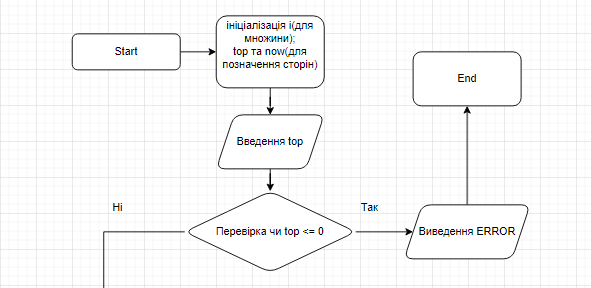 Start
ініціалізація i(для
множини);
top та now(для
позначення сторін)
End
Введення top
Ні
Так
Перевірка чи top <= 0
Виведення ERROR